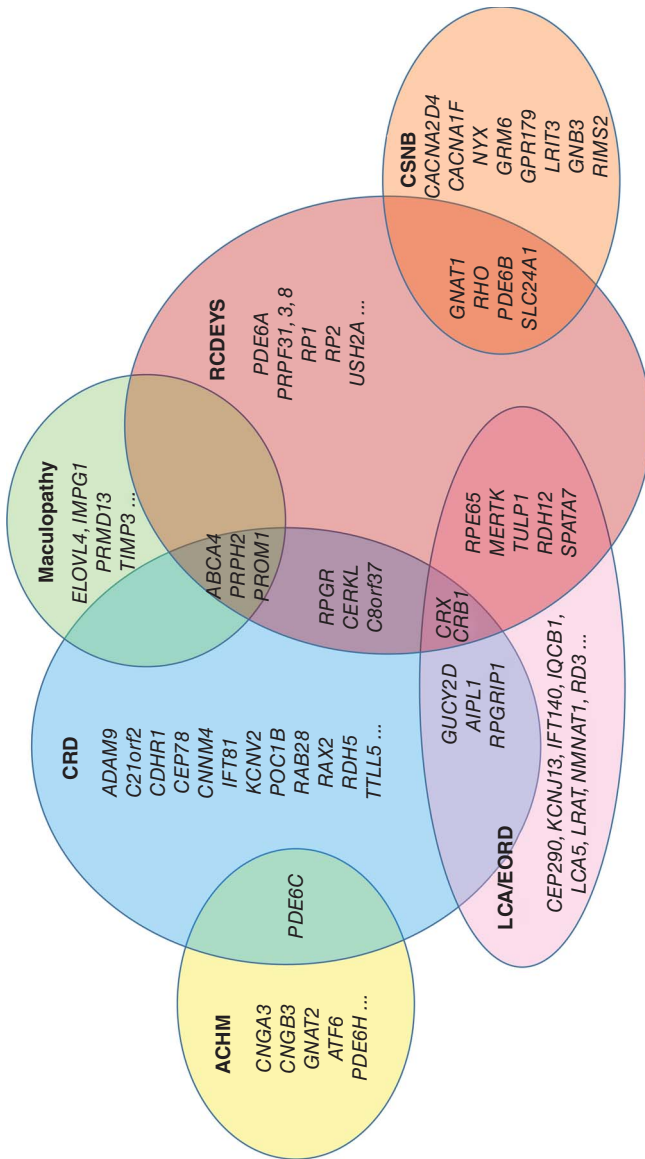 ACHM
CNGA3
CNGB3
GNAT2
ATF6
PDE6H ...
PDE6C
CRD
ADAM9
C21orf2
CDHR1
CEP78
CNNM4
IFT81
KCNV2
POC1B
RAB28
RAX2
RDH5
TTLL5 ...
LCA/EORD
CEP290, KCNJ13, IFT140, IQCB1,
LCA5, LRAT, NMNAT1, RD3 ...
GUCY2D
AIPL1
RPGRIP1
CRX
CRB1
RPGR
CERKL
C8orf37
ABCA4
PRPH2
PROM1
Maculopathy
ELOVL4, IMPG1
PRMD13
TIMP3 ...
RPE65
MERTK
TULP1
RDH12
SPATA7
RCDEYS
PDE6A
PRPF31, 3, 8
RP1
RP2
USH2A ...
GNAT1
RHO
PDE6B
SLC24A1
CSNB
CACNA2D4
CACNA1F
NYX
GRM6
GPR179
LRIT3
GNB3
RIMS2